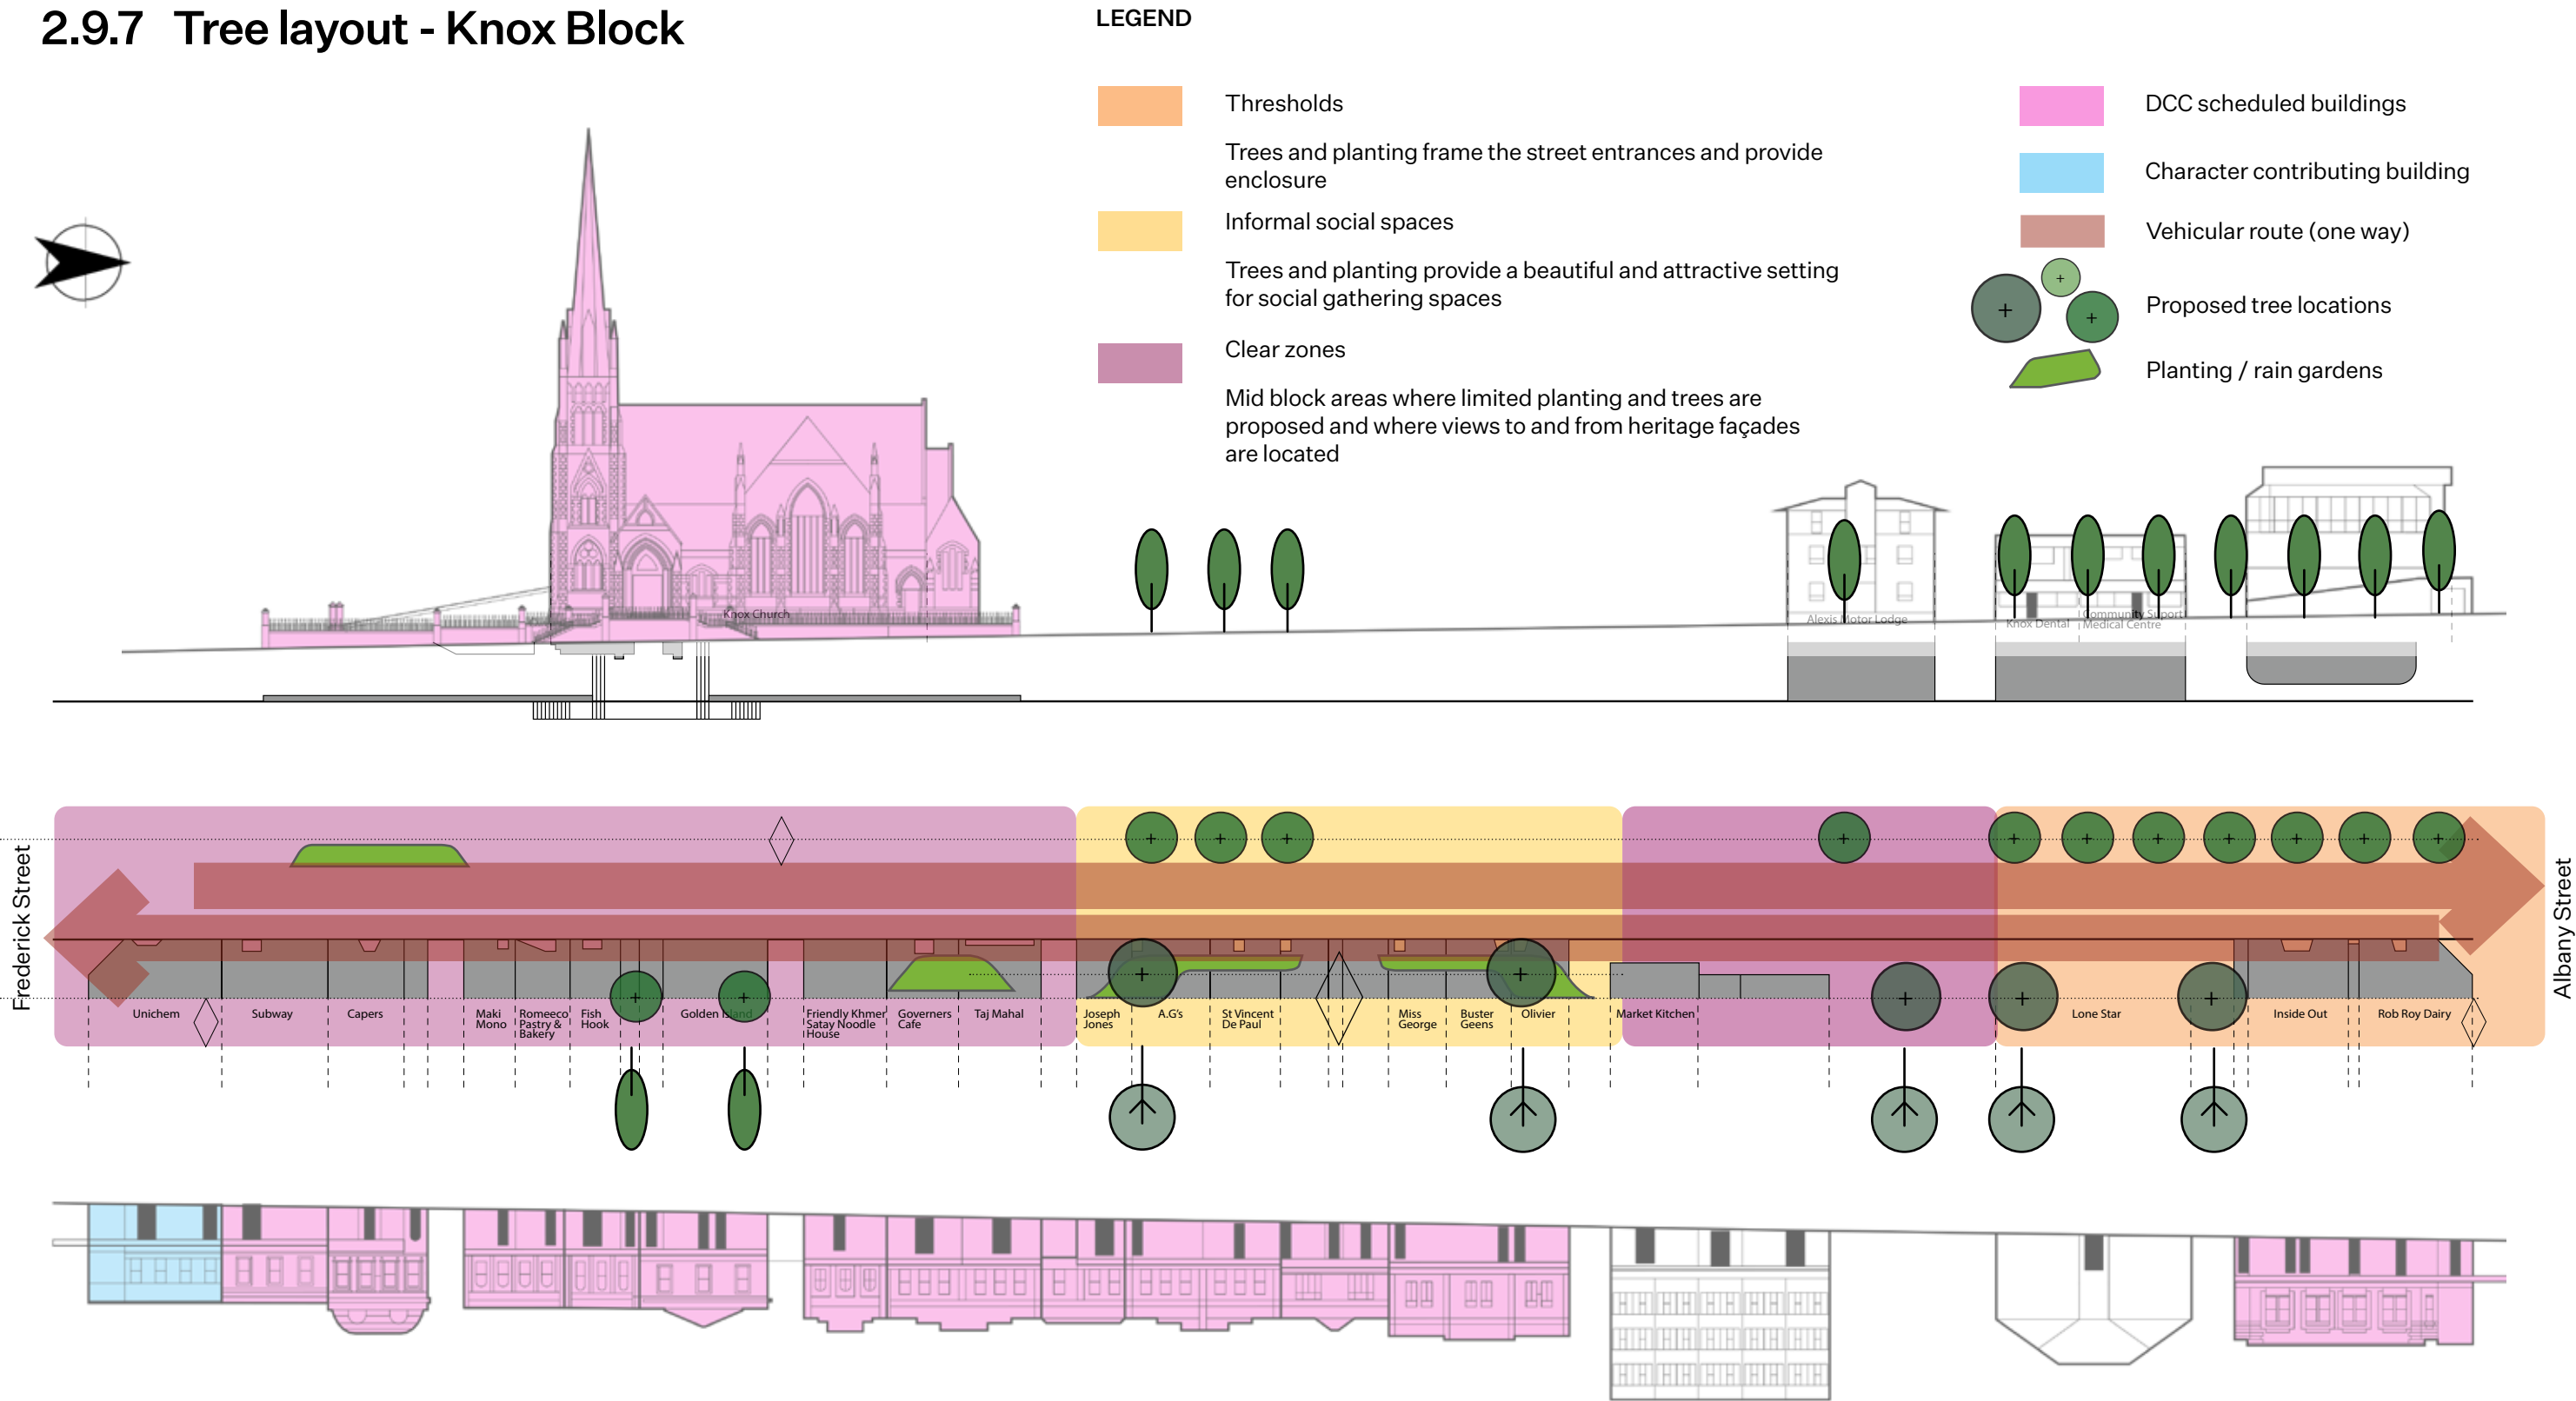 2.9.7 Tree layout - Knox Block
LEGEND
Thresholds
Trees and planting frame the street entrances and provide
enclosure
Informal social spaces
Trees and planting provide a beautiful and attractive setting
for social gathering spaces
Clear zones
Mid block areas where limited planting and trees are
proposed and where views to and from heritage façades
are located
DCC scheduled buildings
Character contributing building
Vehicular route (one way)
Proposed tree locations
Planting / rain gardens
Knox Church
Alexis Motor Lodge
Knox Dental
Community Suport
Medical Centre
Frederick Street
Albany Street
Unichem
Subway
Capers
Maki
Mono
Romeeco
Pastry &
Bakery
Fish
Hook
Golden Island
Friendly Khmer
Satay Noodle
House
Governers
Cafe
Taj Mahal
Joseph
Jones
A.G's
St Vincent
De Paul
Miss
George
Buster
Geens
Olivier
Market Kitchen
Lone Star
Inside Out
Rob Roy Dairy